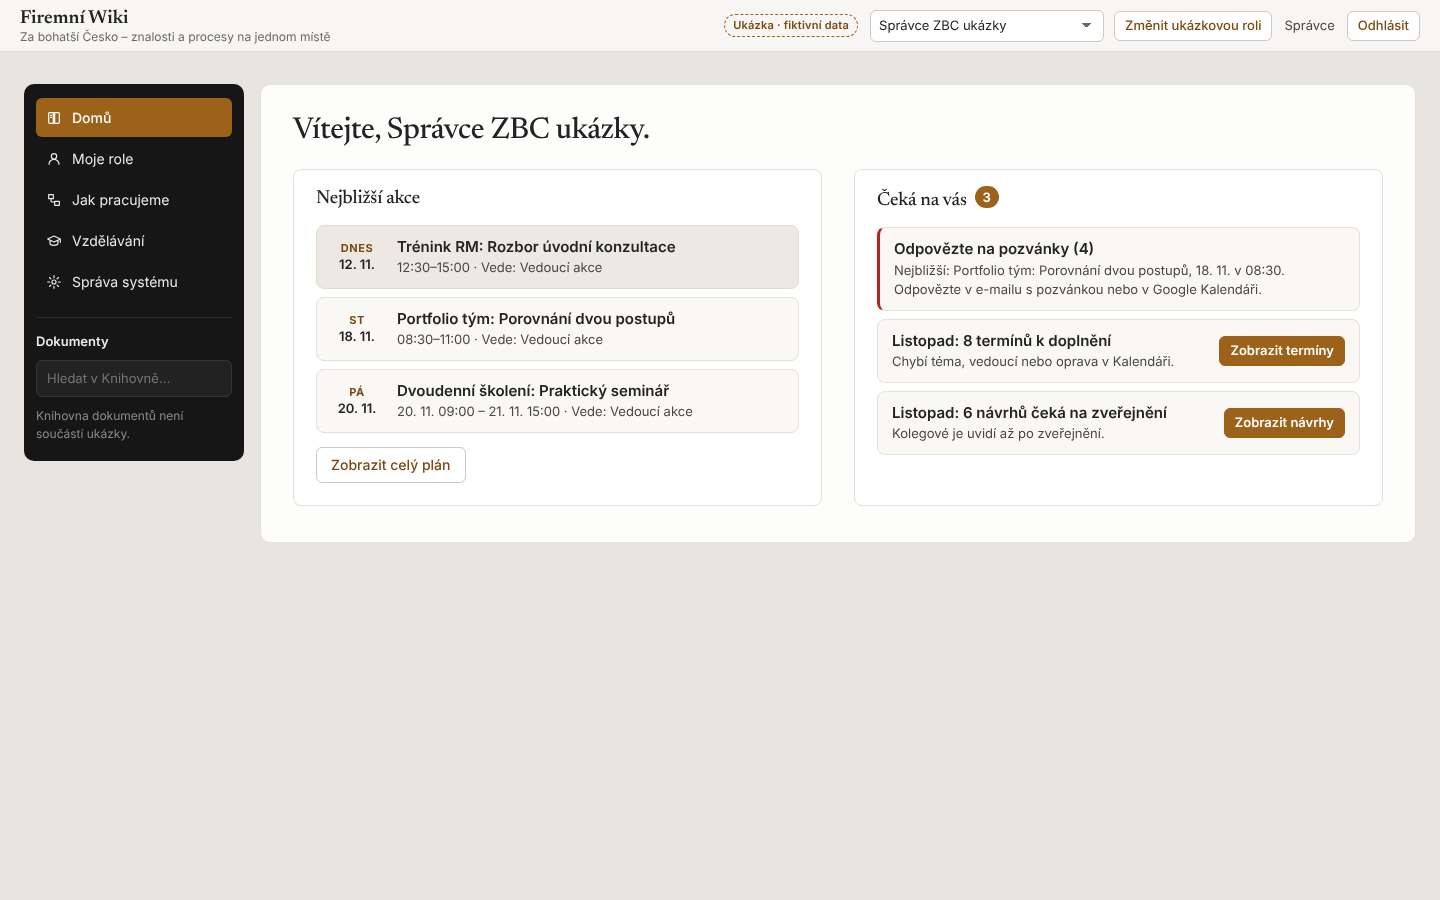 Firemní Wiki
Za bohatší Česko – znalosti a procesy na jednom místě
Ukázka · fiktivní data
Správce ZBC ukázky
Změnit ukázkovou roli
Správce
Odhlásit
Domů
Moje role
Jak pracujeme
Vzdělávání
Správa systému
Dokumenty
Hledat v Knihovně…
Knihovna dokumentů není
součástí ukázky.
Vítejte, Správce ZBC ukázky.
Nejbližší akce
DNES
12. 11.
Trénink RM: Rozbor úvodní konzultace
12:30–15:00 · Vede: Vedoucí akce
ST
18. 11.
Portfolio tým: Porovnání dvou postupů
08:30–11:00 · Vede: Vedoucí akce
PÁ
20. 11.
Dvoudenní školení: Praktický seminář
20. 11. 09:00 – 21. 11. 15:00 · Vede: Vedoucí akce
Zobrazit celý plán
Čeká na vás 3
Odpovězte na pozvánky (4)
Nejbližší: Portfolio tým: Porovnání dvou postupů, 18. 11. v 08:30.
Odpovězte v e-mailu s pozvánkou nebo v Google Kalendáři.
Listopad: 8 termínů k doplnění
Chybí téma, vedoucí nebo oprava v Kalendáři.
Zobrazit termíny
Listopad: 6 návrhů čeká na zveřejnění
Kolegové je uvidí až po zveřejnění.
Zobrazit návrhy